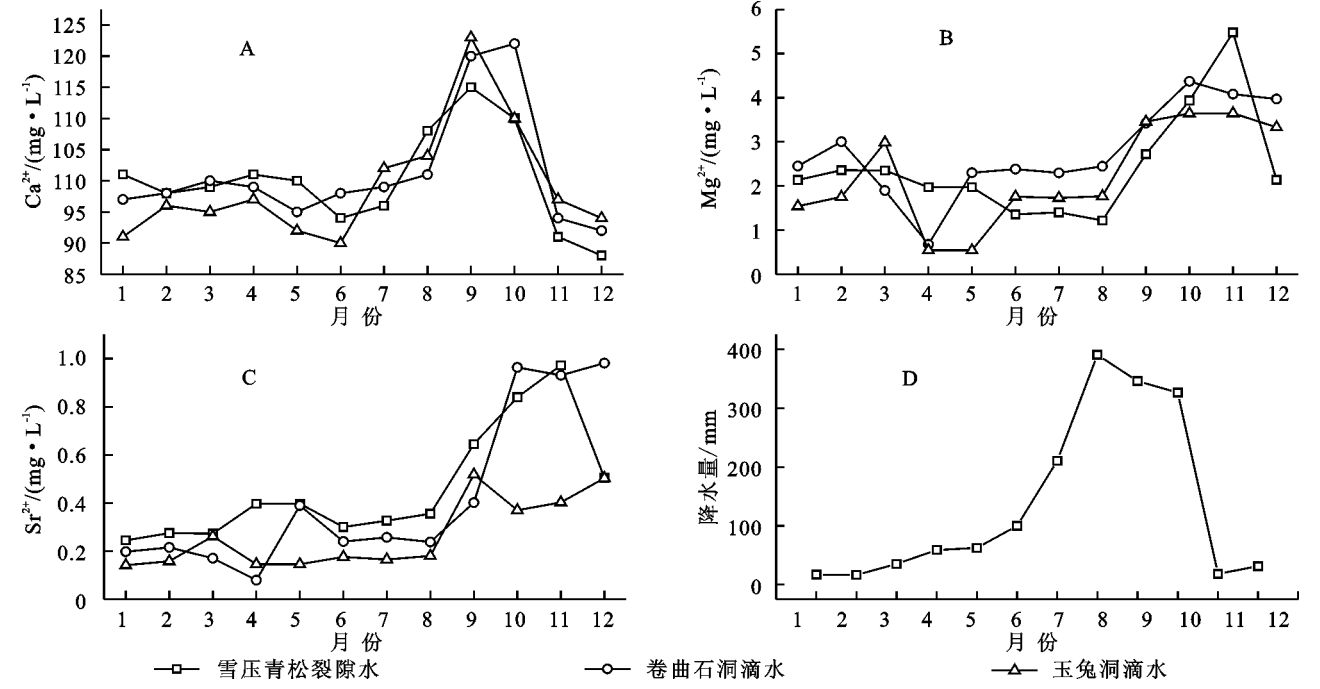 A
Ca²⁺/(mg·L⁻¹)
125
120
115
110
105
110
95
90
85
1 2 3 4 5 6 7 8 9 10 11 12
月 份
B
Mg²⁺/(mg·L⁻¹)
6
5
4
3
2
1
0
1 2 3 4 5 6 7 8 9 10 11 12
月 份
C
Sr²⁺/(mg·L⁻¹)
1.0
0.8
0.6
0.4
0.2
0
1 2 3 4 5 6 7 8 9 10 11 12
月 份
D
降水量/mm
400
300
200
100
0
1 2 3 4 5 6 7 8 9 10 11 12
月 份
雪压青松裂隙水 卷曲石洞滴水 玉兔洞滴水